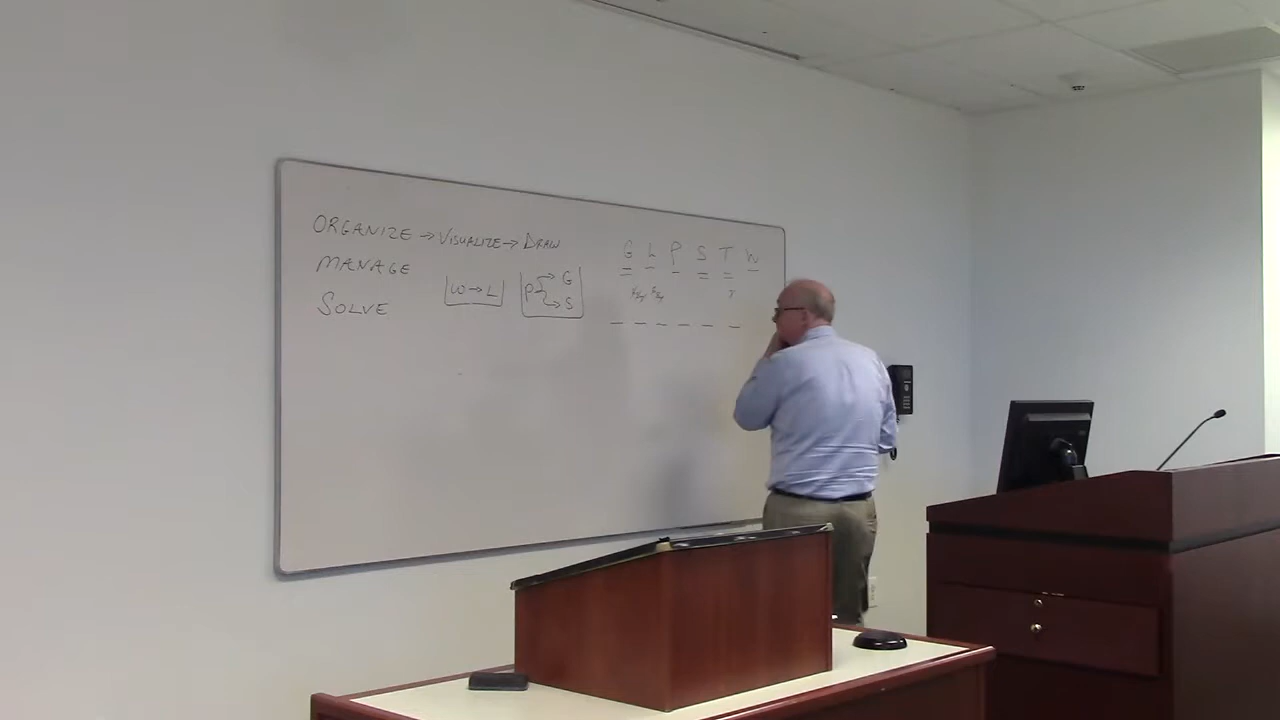 ORGANIZE → VISUALIZE → DRAW
MANAGE
SOLVE
W → L
P → G
→ S
G L P S T W